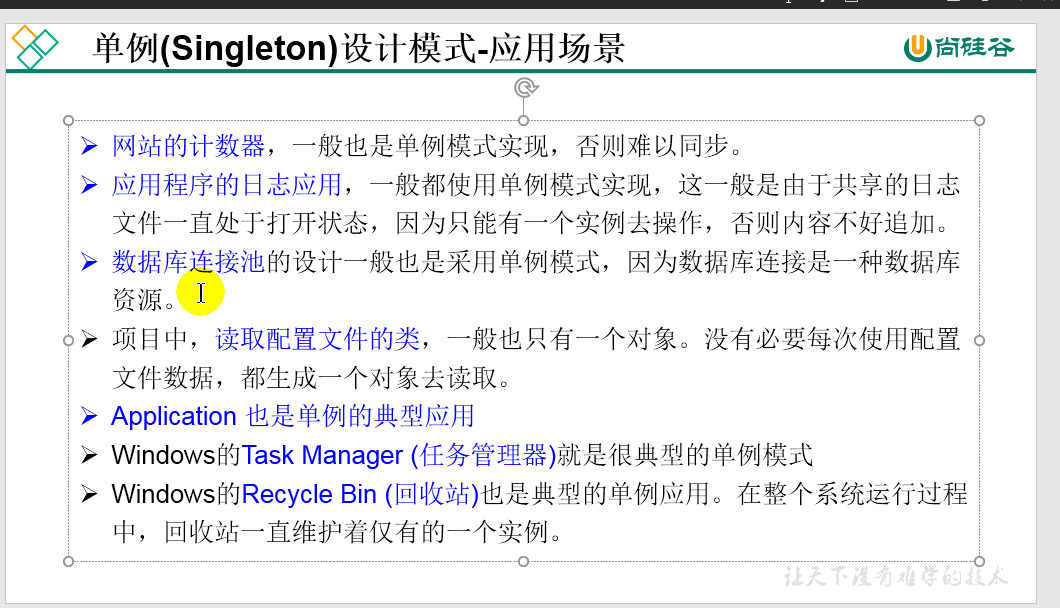 单例(Singleton)设计模式-应用场景
尚硅谷
网站的计数器，一般也是单例模式实现，否则难以同步。
应用程序的日志应用，一般都使用单例模式实现，这一般是由于共享的日志
文件一直处于打开状态，因为只能有一个实例去操作，否则内容不好追加。
数据库连接池的设计一般也是采用单例模式，因为数据库连接是一种数据库
资源。
项目中，读取配置文件的类，一般也只有一个对象。没有必要每次使用配置
文件数据，都生成一个对象去读取。
Application 也是单例的典型应用
Windows的Task Manager (任务管理器)就是很典型的单例模式
Windows的Recycle Bin (回收站)也是典型的单例应用。在整个系统运行过程
中，回收站一直维护着仅有的一个实例。
让天下没有难学的技术